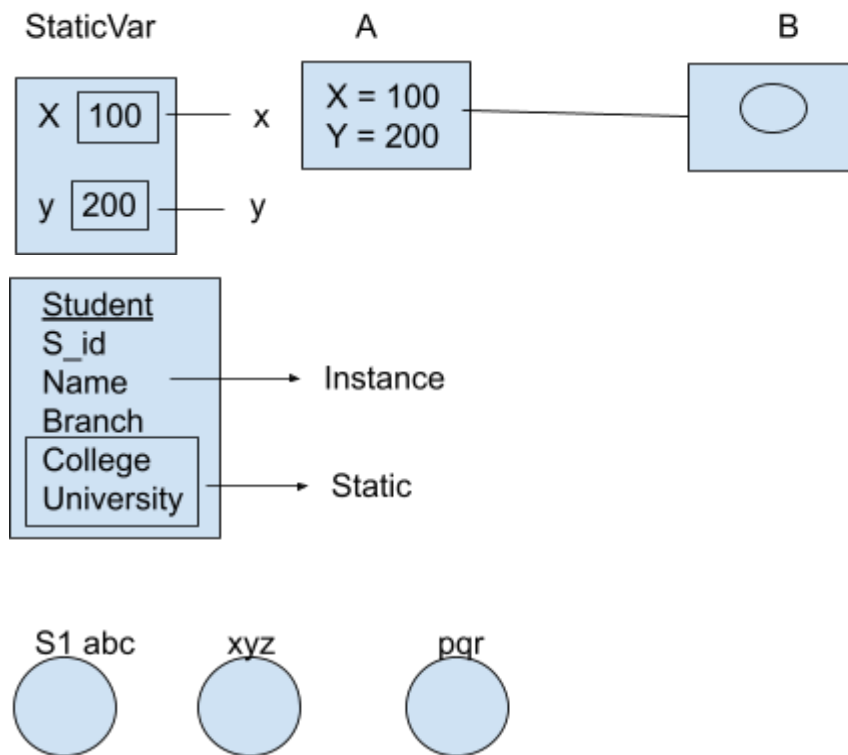 StaticVar
A
B
X 100 x
y 200 y
X = 100
Y = 200
Student
S_id
Name
Branch
College
University
Instance
Static
S1 abc
xyz
pqr